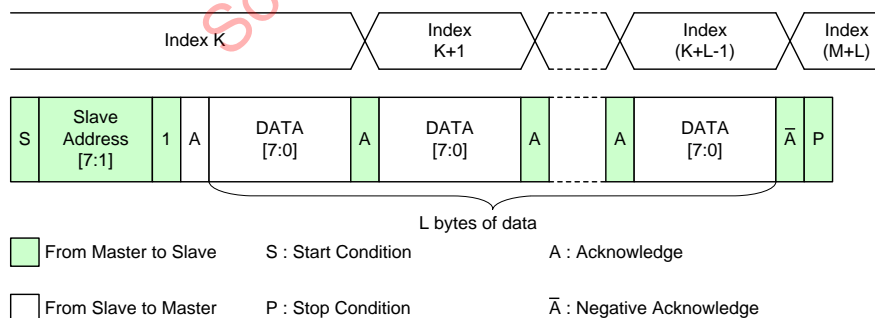 Index K
Index
K+1
Index
(K+L-1)
Index
(M+L)
S
Slave
Address
[7:1]
1
A
DATA
[7:0]
A
DATA
[7:0]
A
A
DATA
[7:0]
A̅
P
L bytes of data
From Master to Slave
S : Start Condition
A : Acknowledge
From Slave to Master
P : Stop Condition
A̅ : Negative Acknowledge